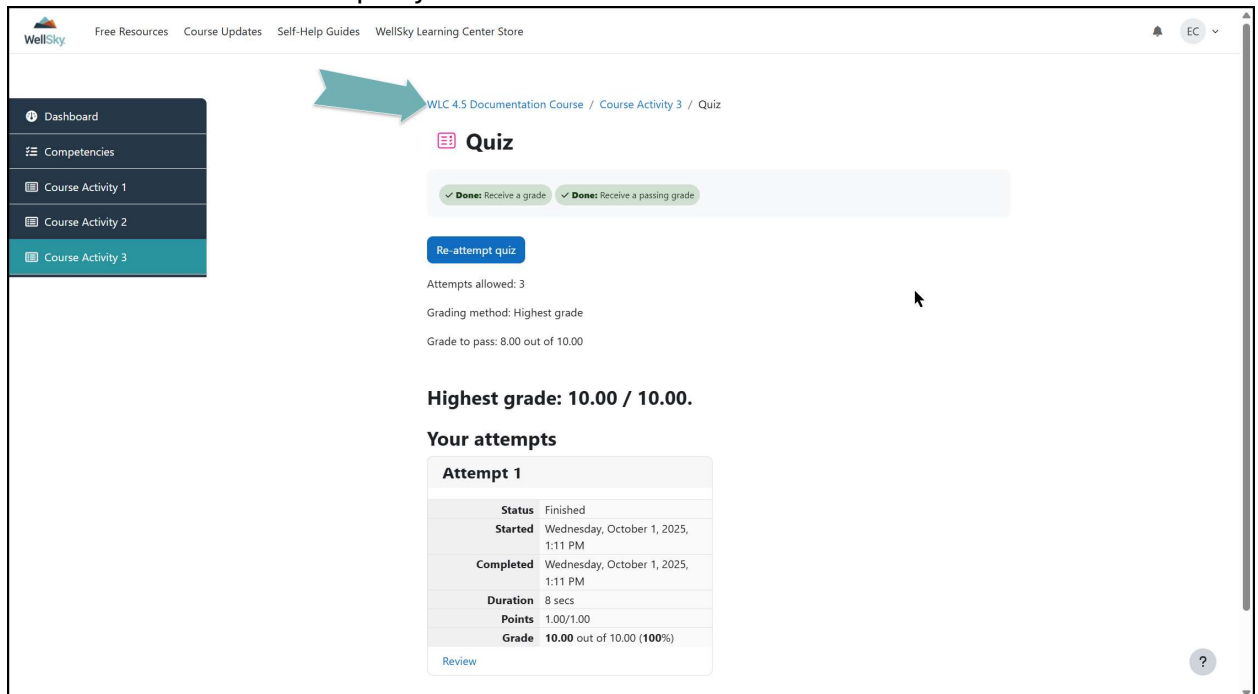 WellSky
Free Resources Course Updates Self-Help Guides WellSky Learning Center Store
EC
Dashboard
Competencies
Course Activity 1
Course Activity 2
Course Activity 3
WLC 4.5 Documentation Course / Course Activity 3 / Quiz
Quiz
Done: Receive a grade Done: Receive a passing grade
Re-attempt quiz
Attempts allowed: 3
Grading method: Highest grade
Grade to pass: 8.00 out of 10.00
Highest grade: 10.00 / 10.00.
Your attempts
Attempt 1
Status Finished
Started Wednesday, October 1, 2025,
1:11 PM
Completed Wednesday, October 1, 2025,
1:11 PM
Duration 8 secs
Points 1.00/1.00
Grade 10.00 out of 10.00 (100%)
Review
?